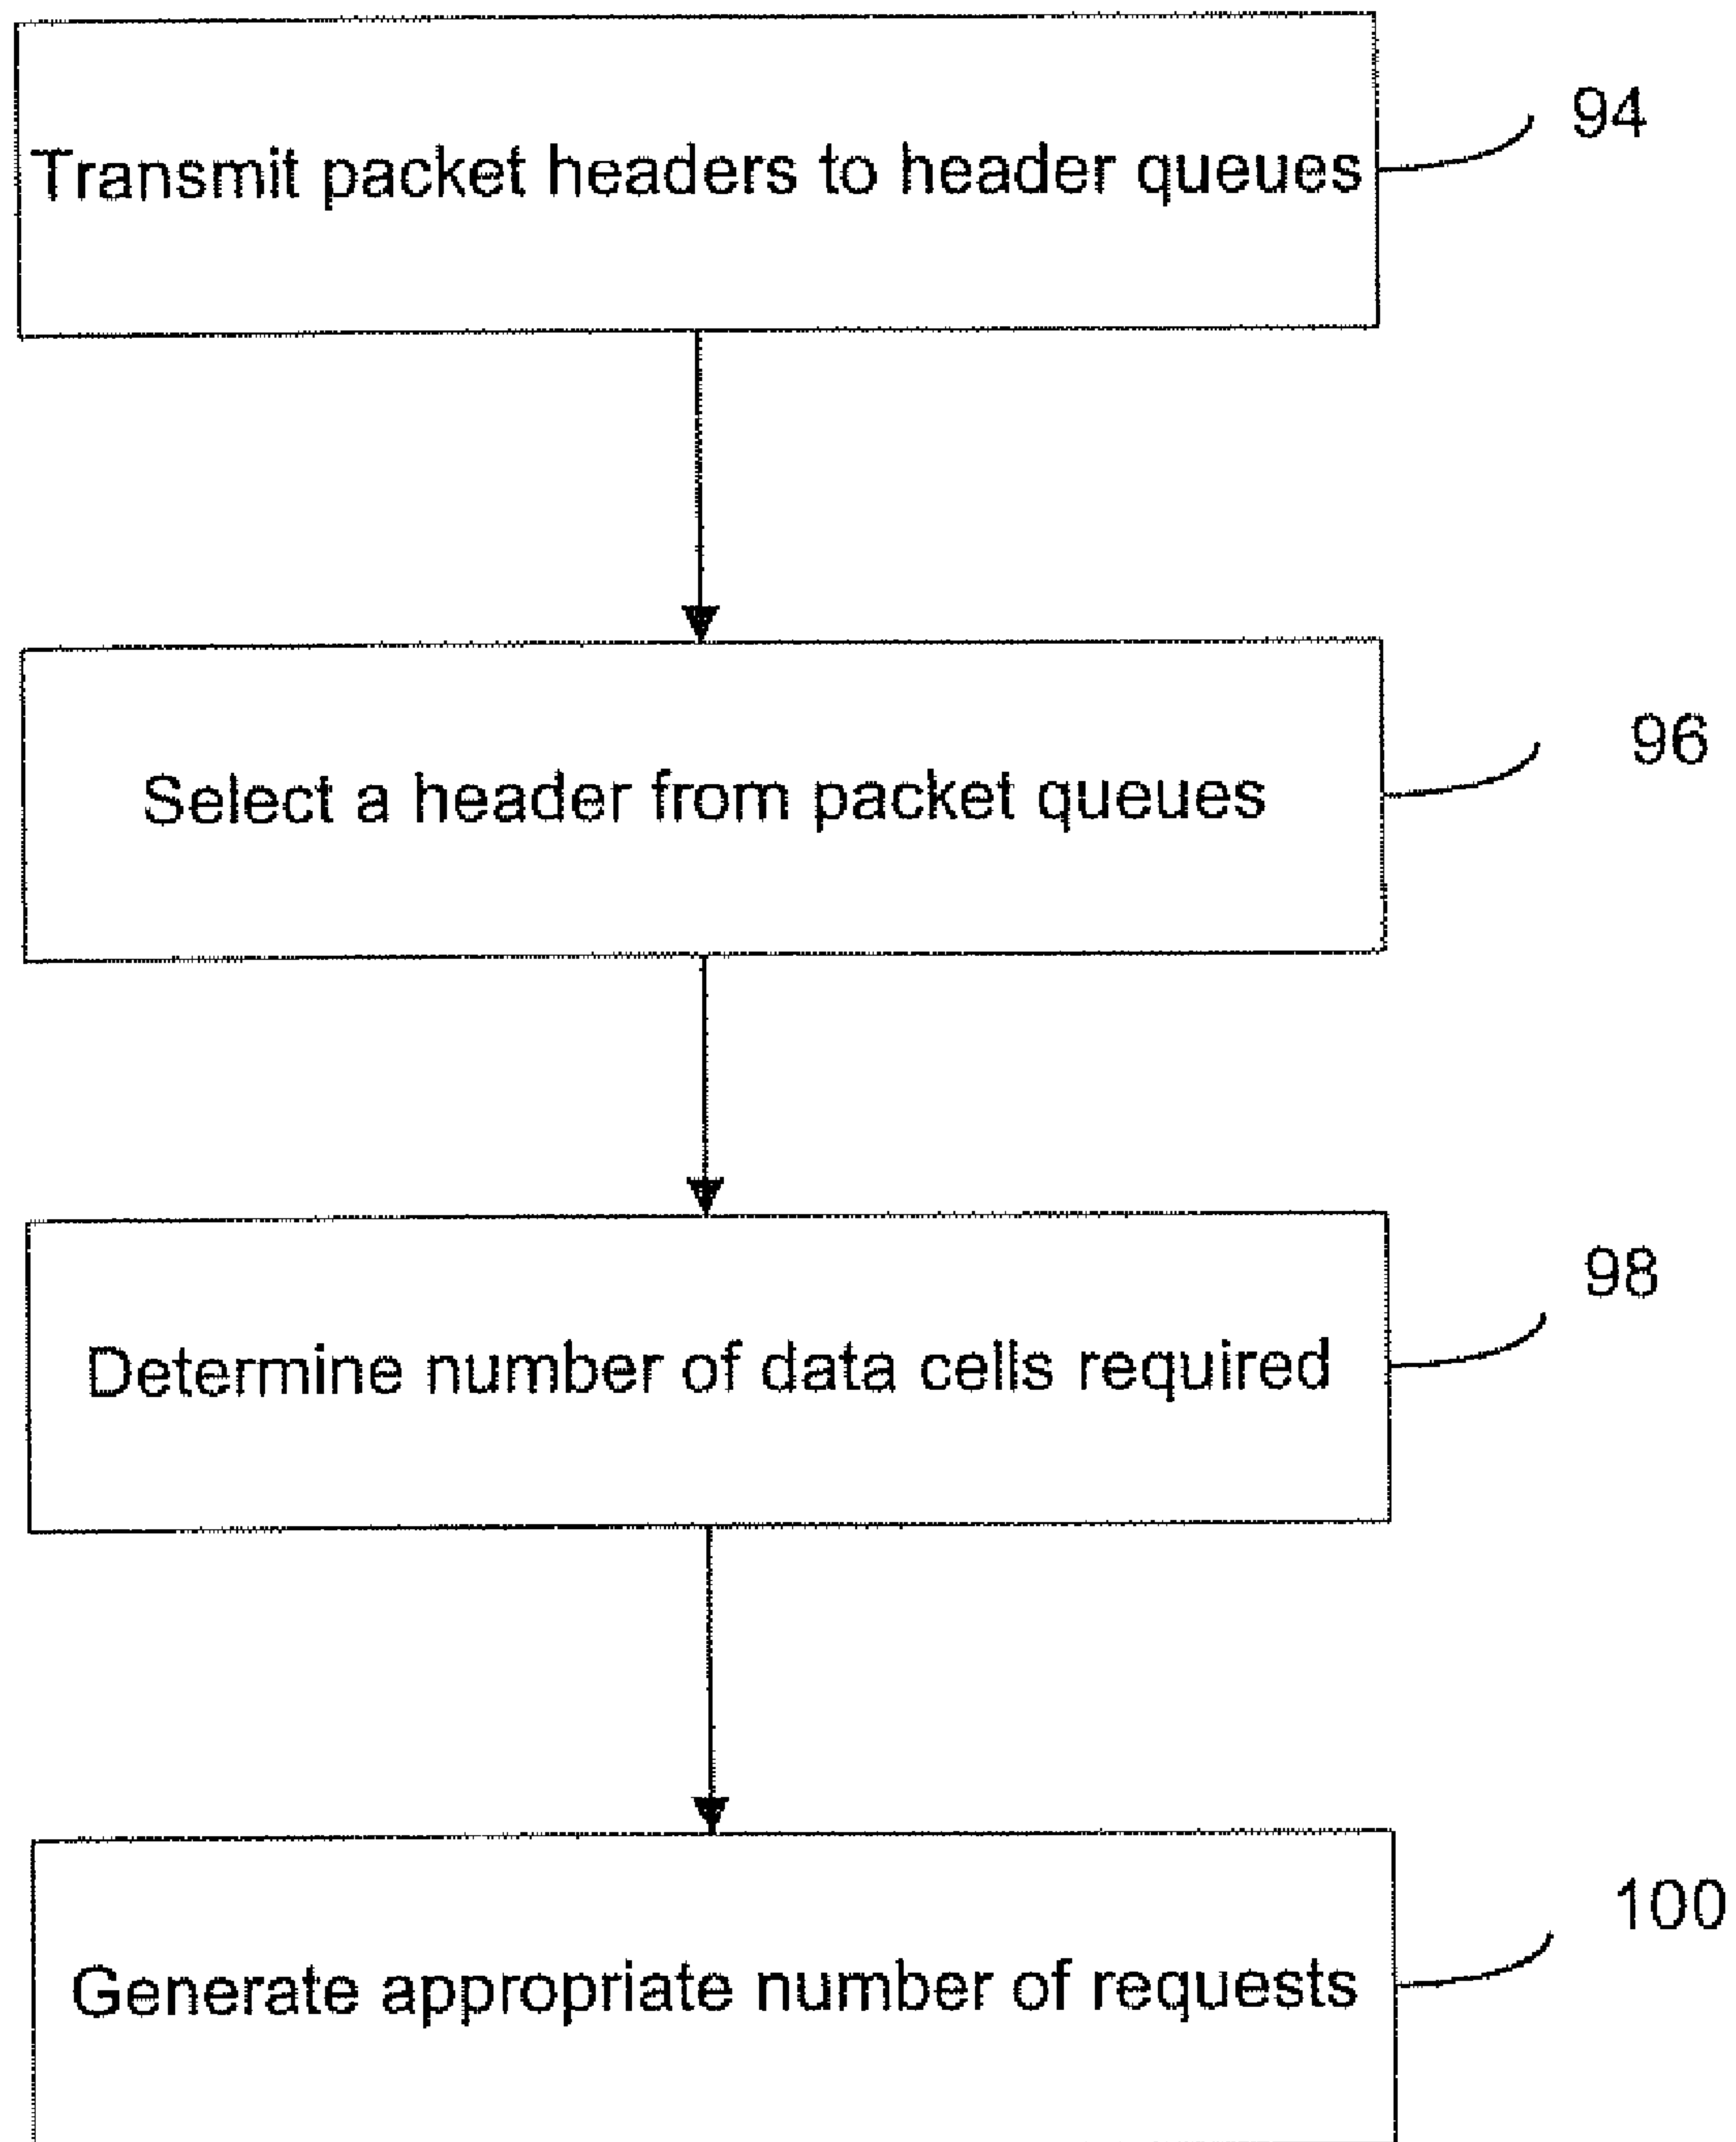 Transmit packet headers to header queues
94
Select a header from packet queues
96
Determine number of data cells required
98
Generate appropriate number of requests
100